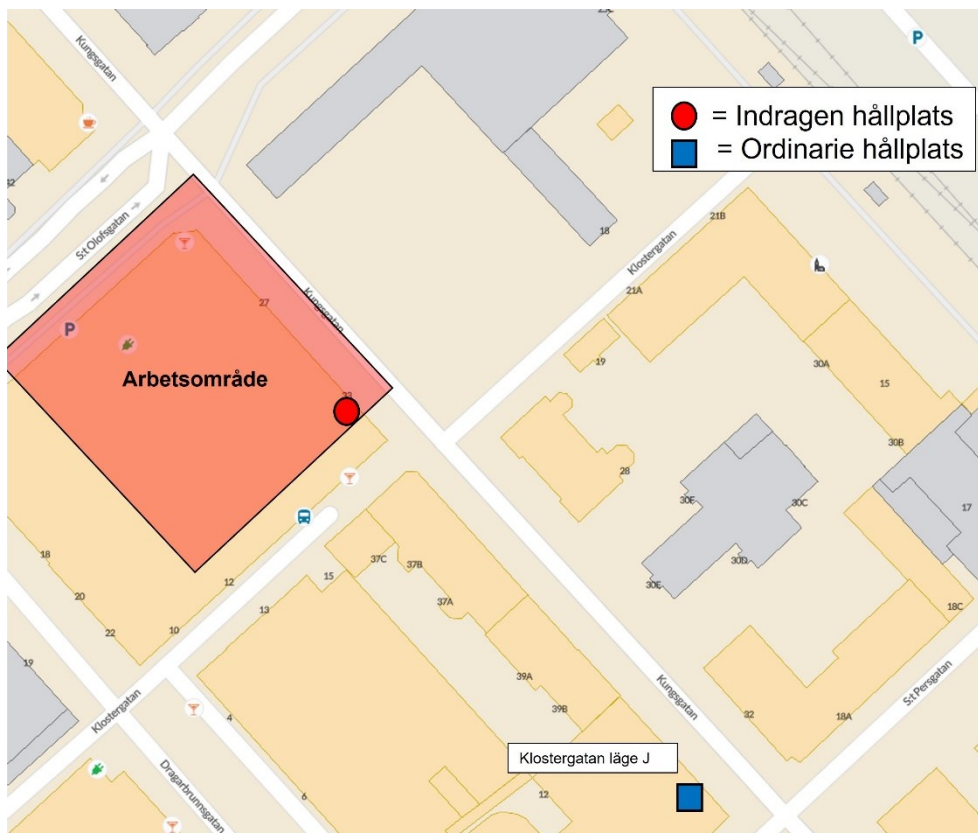 Kungsgatan
P
= Indragen hållplats
= Ordinarie hållplats
42
S:t Olofsgatan
21B
18
Klostergatan
21A
27
Kungsgatan
P
Arbetsområde
19
30A
15
30B
28
30E
30C
17
18
12
37C
37B
30D
30E
20
15
13
37A
18C
22
10
19
39A
Kungsgatan
S:t Persgatan
Klostergatan
4
39B
32
18A
Klostergatan läge J
Dragarbrunnsgatan
6
12